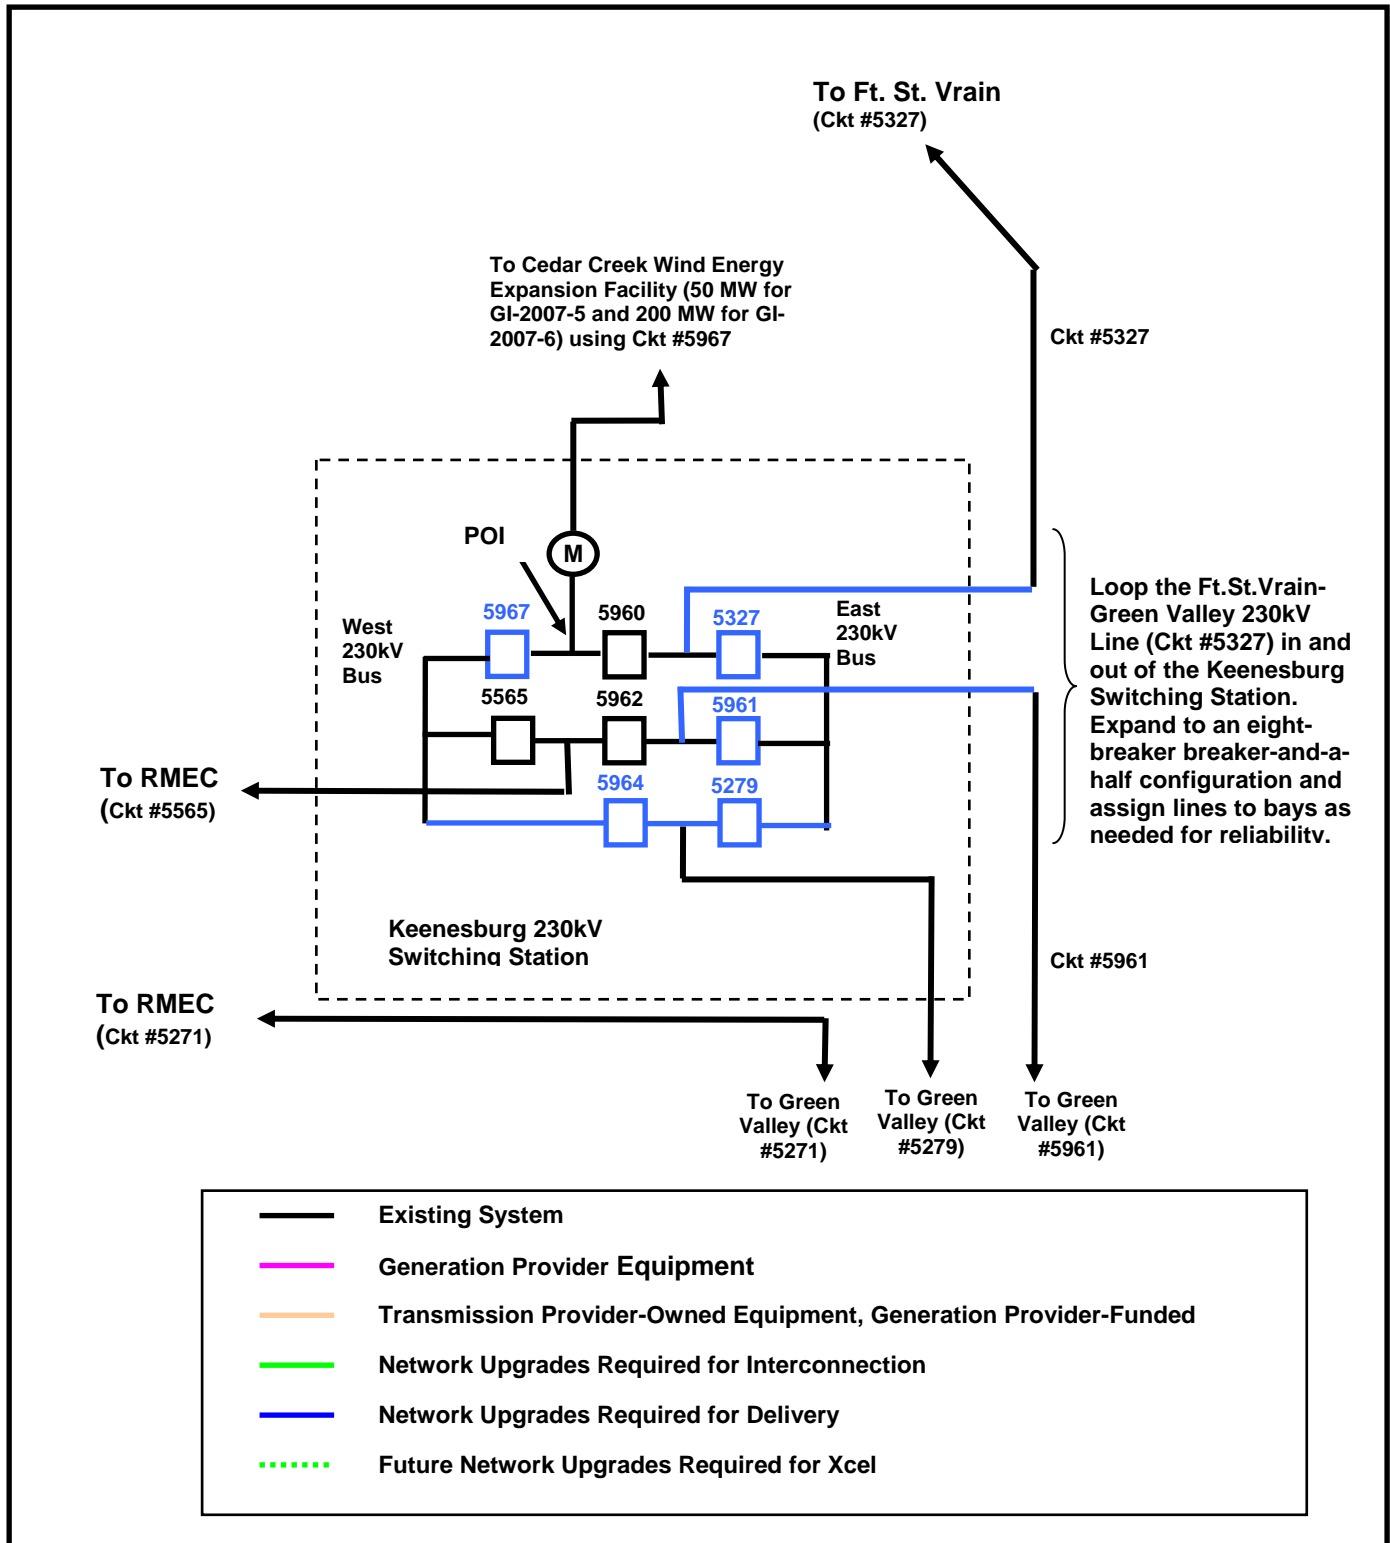 To Ft. St. Vrain
(Ckt #5327)
To Cedar Creek Wind Energy
Expansion Facility (50 MW for
GI-2007-5 and 200 MW for GI-
2007-6) using Ckt #5967
Ckt #5327
POI
M
5967
5960
5327
West
230kV
Bus
East
230kV
Bus
5565
5962
5961
5964
5279
To RMEC
(Ckt #5565)
Loop the Ft.St.Vrain-
Green Valley 230kV
Line (Ckt #5327) in and
out of the Keenesburg
Switching Station.
Expand to an eight-
breaker breaker-and-a-
half configuration and
assign lines to bays as
needed for reliability.
Keenesburg 230kV
Switching Station
Ckt #5961
To RMEC
(Ckt #5271)
To Green
Valley (Ckt
#5271)
To Green
Valley (Ckt
#5279)
To Green
Valley (Ckt
#5961)
Existing System
Generation Provider Equipment
Transmission Provider-Owned Equipment, Generation Provider-Funded
Network Upgrades Required for Interconnection
Network Upgrades Required for Delivery
Future Network Upgrades Required for Xcel